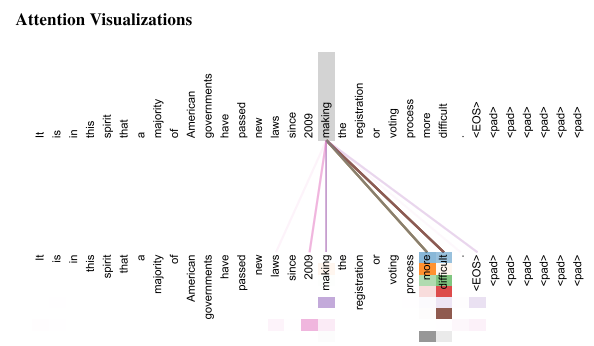 Attention Visualizations
It is in this spirit that a majority of American governments have passed new laws since 2009 making the registration or voting process more difficult . <EOS> <pad> <pad> <pad> <pad> <pad> <pad>
It is in this spirit that a majority of American governments have passed new laws since 2009 making the registration or voting process more difficult . <EOS> <pad> <pad> <pad> <pad> <pad> <pad>